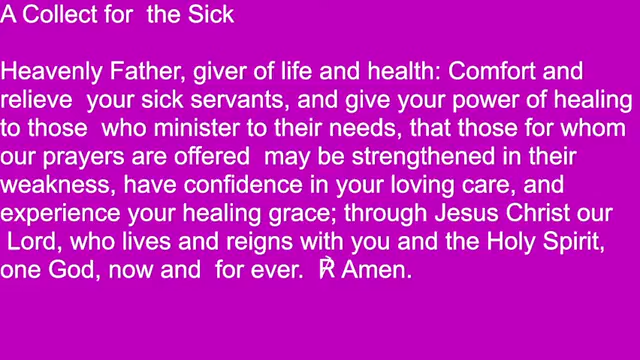 A Collect for  the Sick
Heavenly Father, giver of life and health: Comfort and
relieve  your sick servants, and give your power of healing
to those  who minister to their needs, that those for whom
our prayers are offered  may be strengthened in their
weakness, have confidence in your loving care, and
experience your healing grace; through Jesus Christ our
Lord, who lives and reigns with you and the Holy Spirit,
one God, now and  for ever.  ℟ Amen.